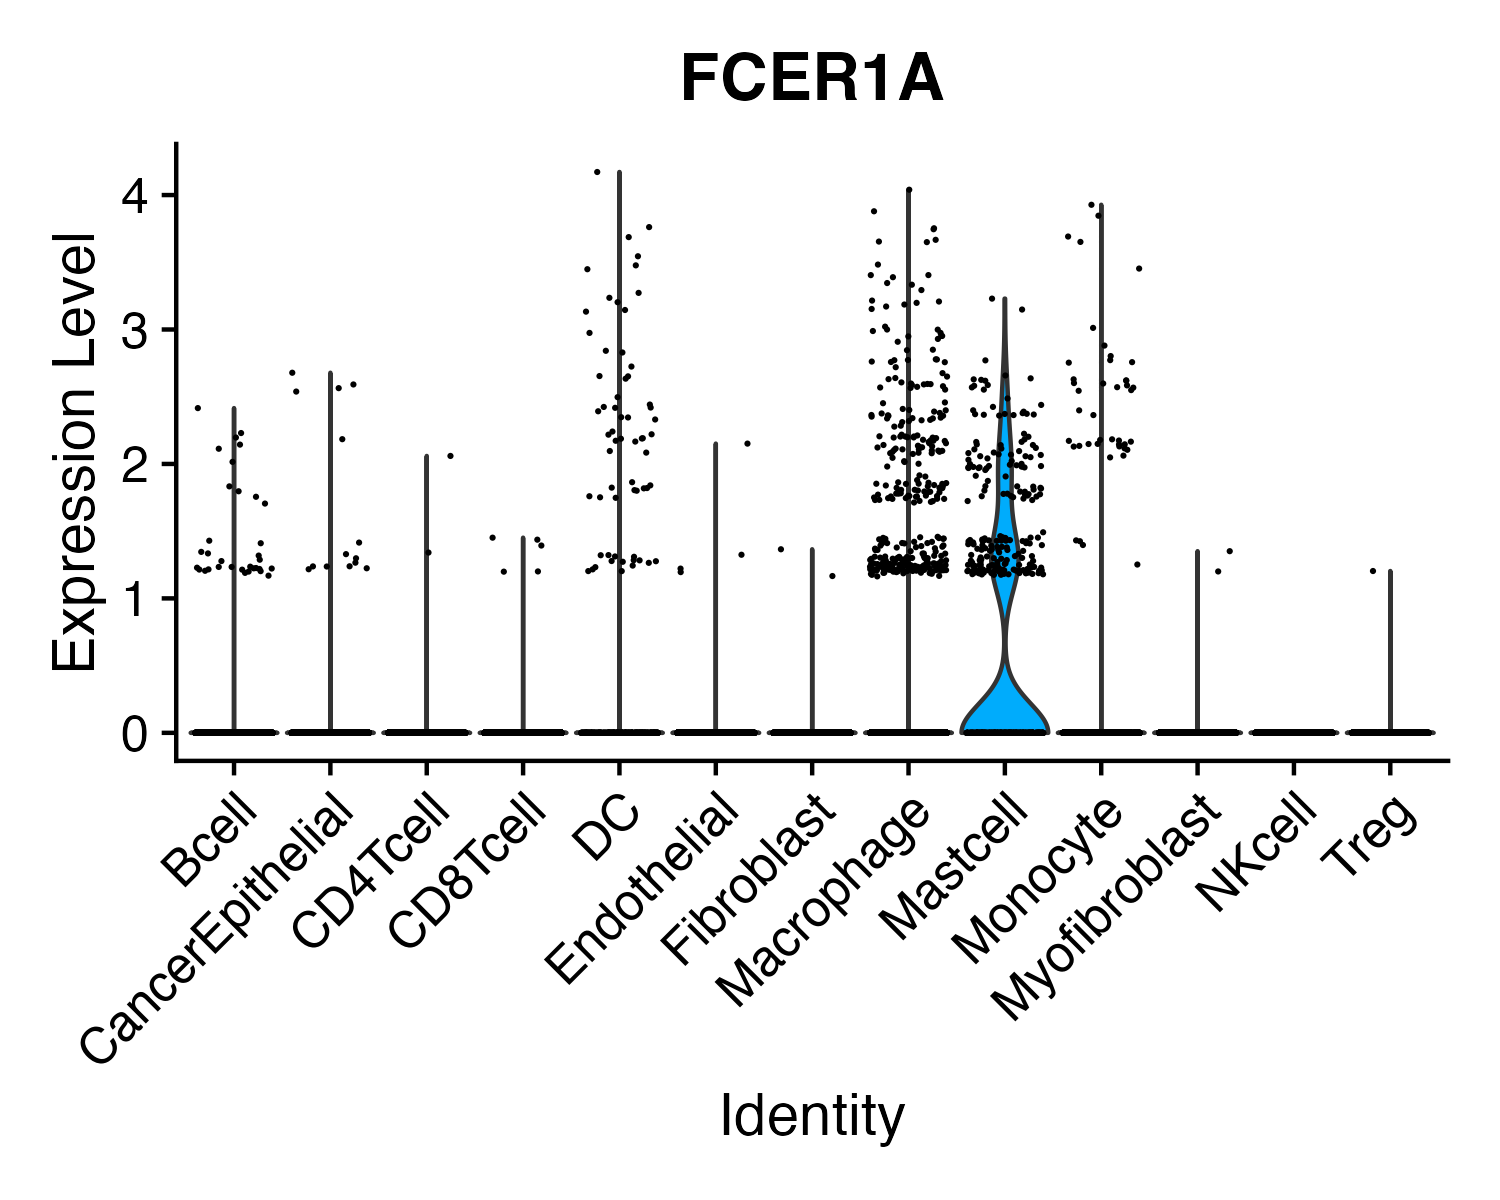 FCER1A
Expression Level
4
3
2
1
0
Bcell
CancerEpithelial
CD4Tcell
CD8Tcell
DC
Endothelial
Fibroblast
Macrophage
Mastcell
Monocyte
Myofibroblast
NKcell
Treg
Identity